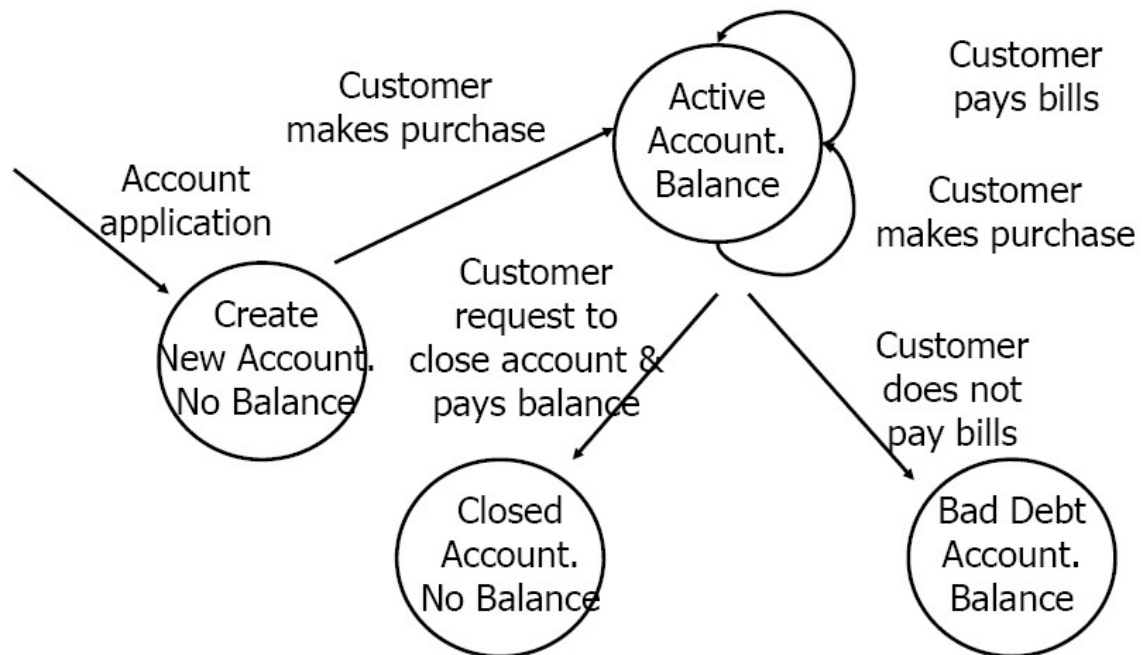 Customer
makes purchase
Active
Account.
Balance
Customer
pays bills
Account
application
Customer
makes purchase
Create
New Account.
No Balance
Customer
request to
close account &
pays balance
Customer
does not
pay bills
Closed
Account.
No Balance
Bad Debt
Account.
Balance